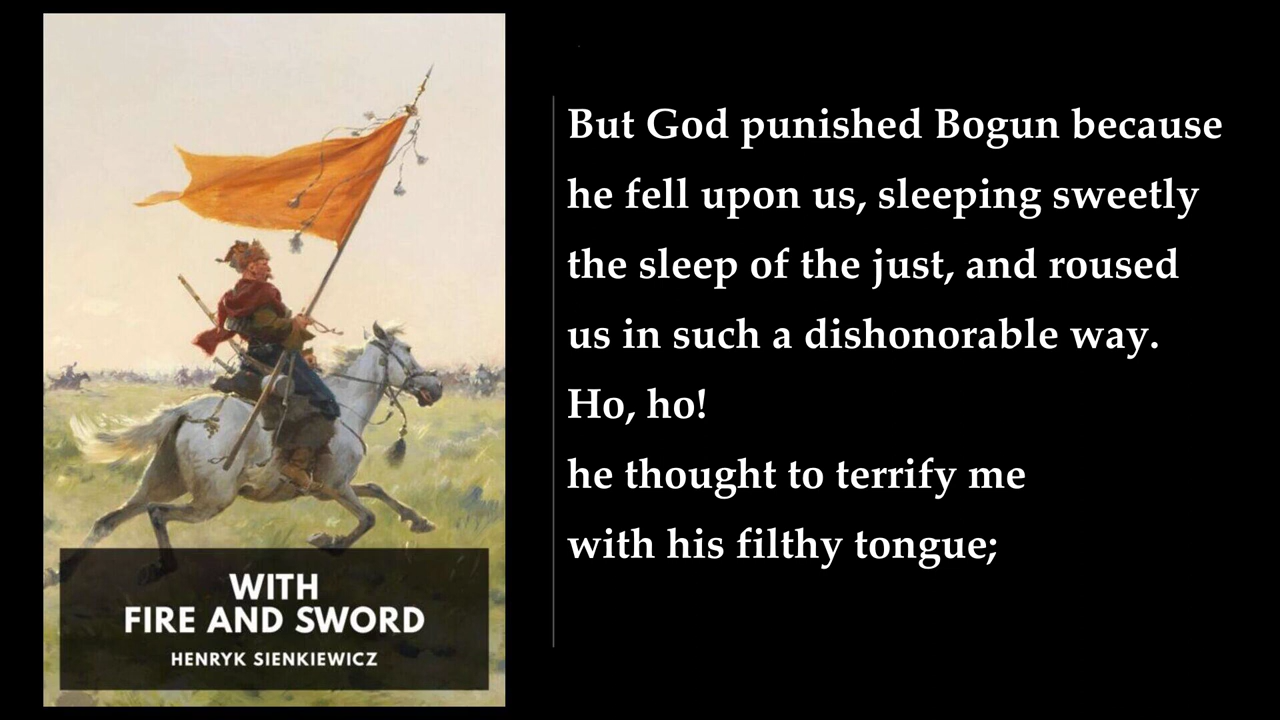 WITH
FIRE AND SWORD
HENRYK SIENKIEWICZ
But God punished Bogun because
he fell upon us, sleeping sweetly
the sleep of the just, and roused
us in such a dishonorable way.
Ho, ho!
he thought to terrify me
with his filthy tongue;